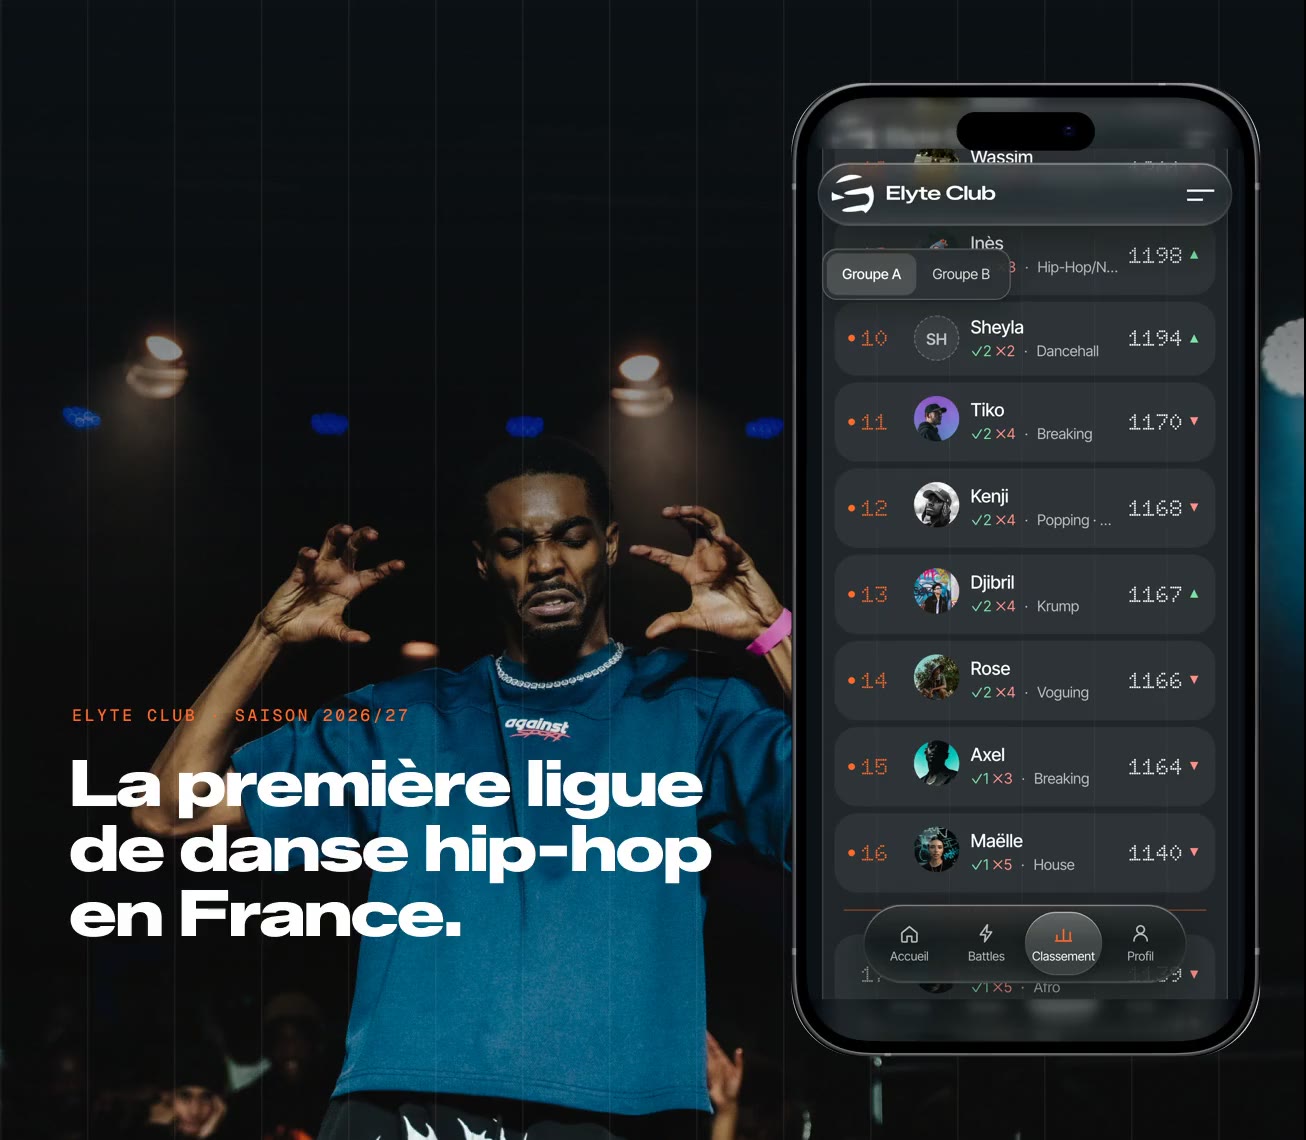 ELYTE CLUB · SAISON 2026/27
La première ligue
de danse hip-hop
en France.
against
Wassim
Elyte Club
Inès
Hip-Hop/N...
1198 ▲
Groupe A
Groupe B
10
SH
Sheyla
✓2 ×2 · Dancehall
1194 ▲
11
Tiko
✓2 ×4 · Breaking
1170 ▼
12
Kenji
✓2 ×4 · Popping · ...
1168 ▼
13
Djibril
✓2 ×4 · Krump
1167 ▲
14
Rose
✓2 ×4 · Voguing
1166 ▼
15
Axel
✓1 ×3 · Breaking
1164 ▼
16
Maëlle
✓1 ×5 · House
1140 ▼
Accueil
Battles
Classement
Profil
✓1 ×5 · Afro